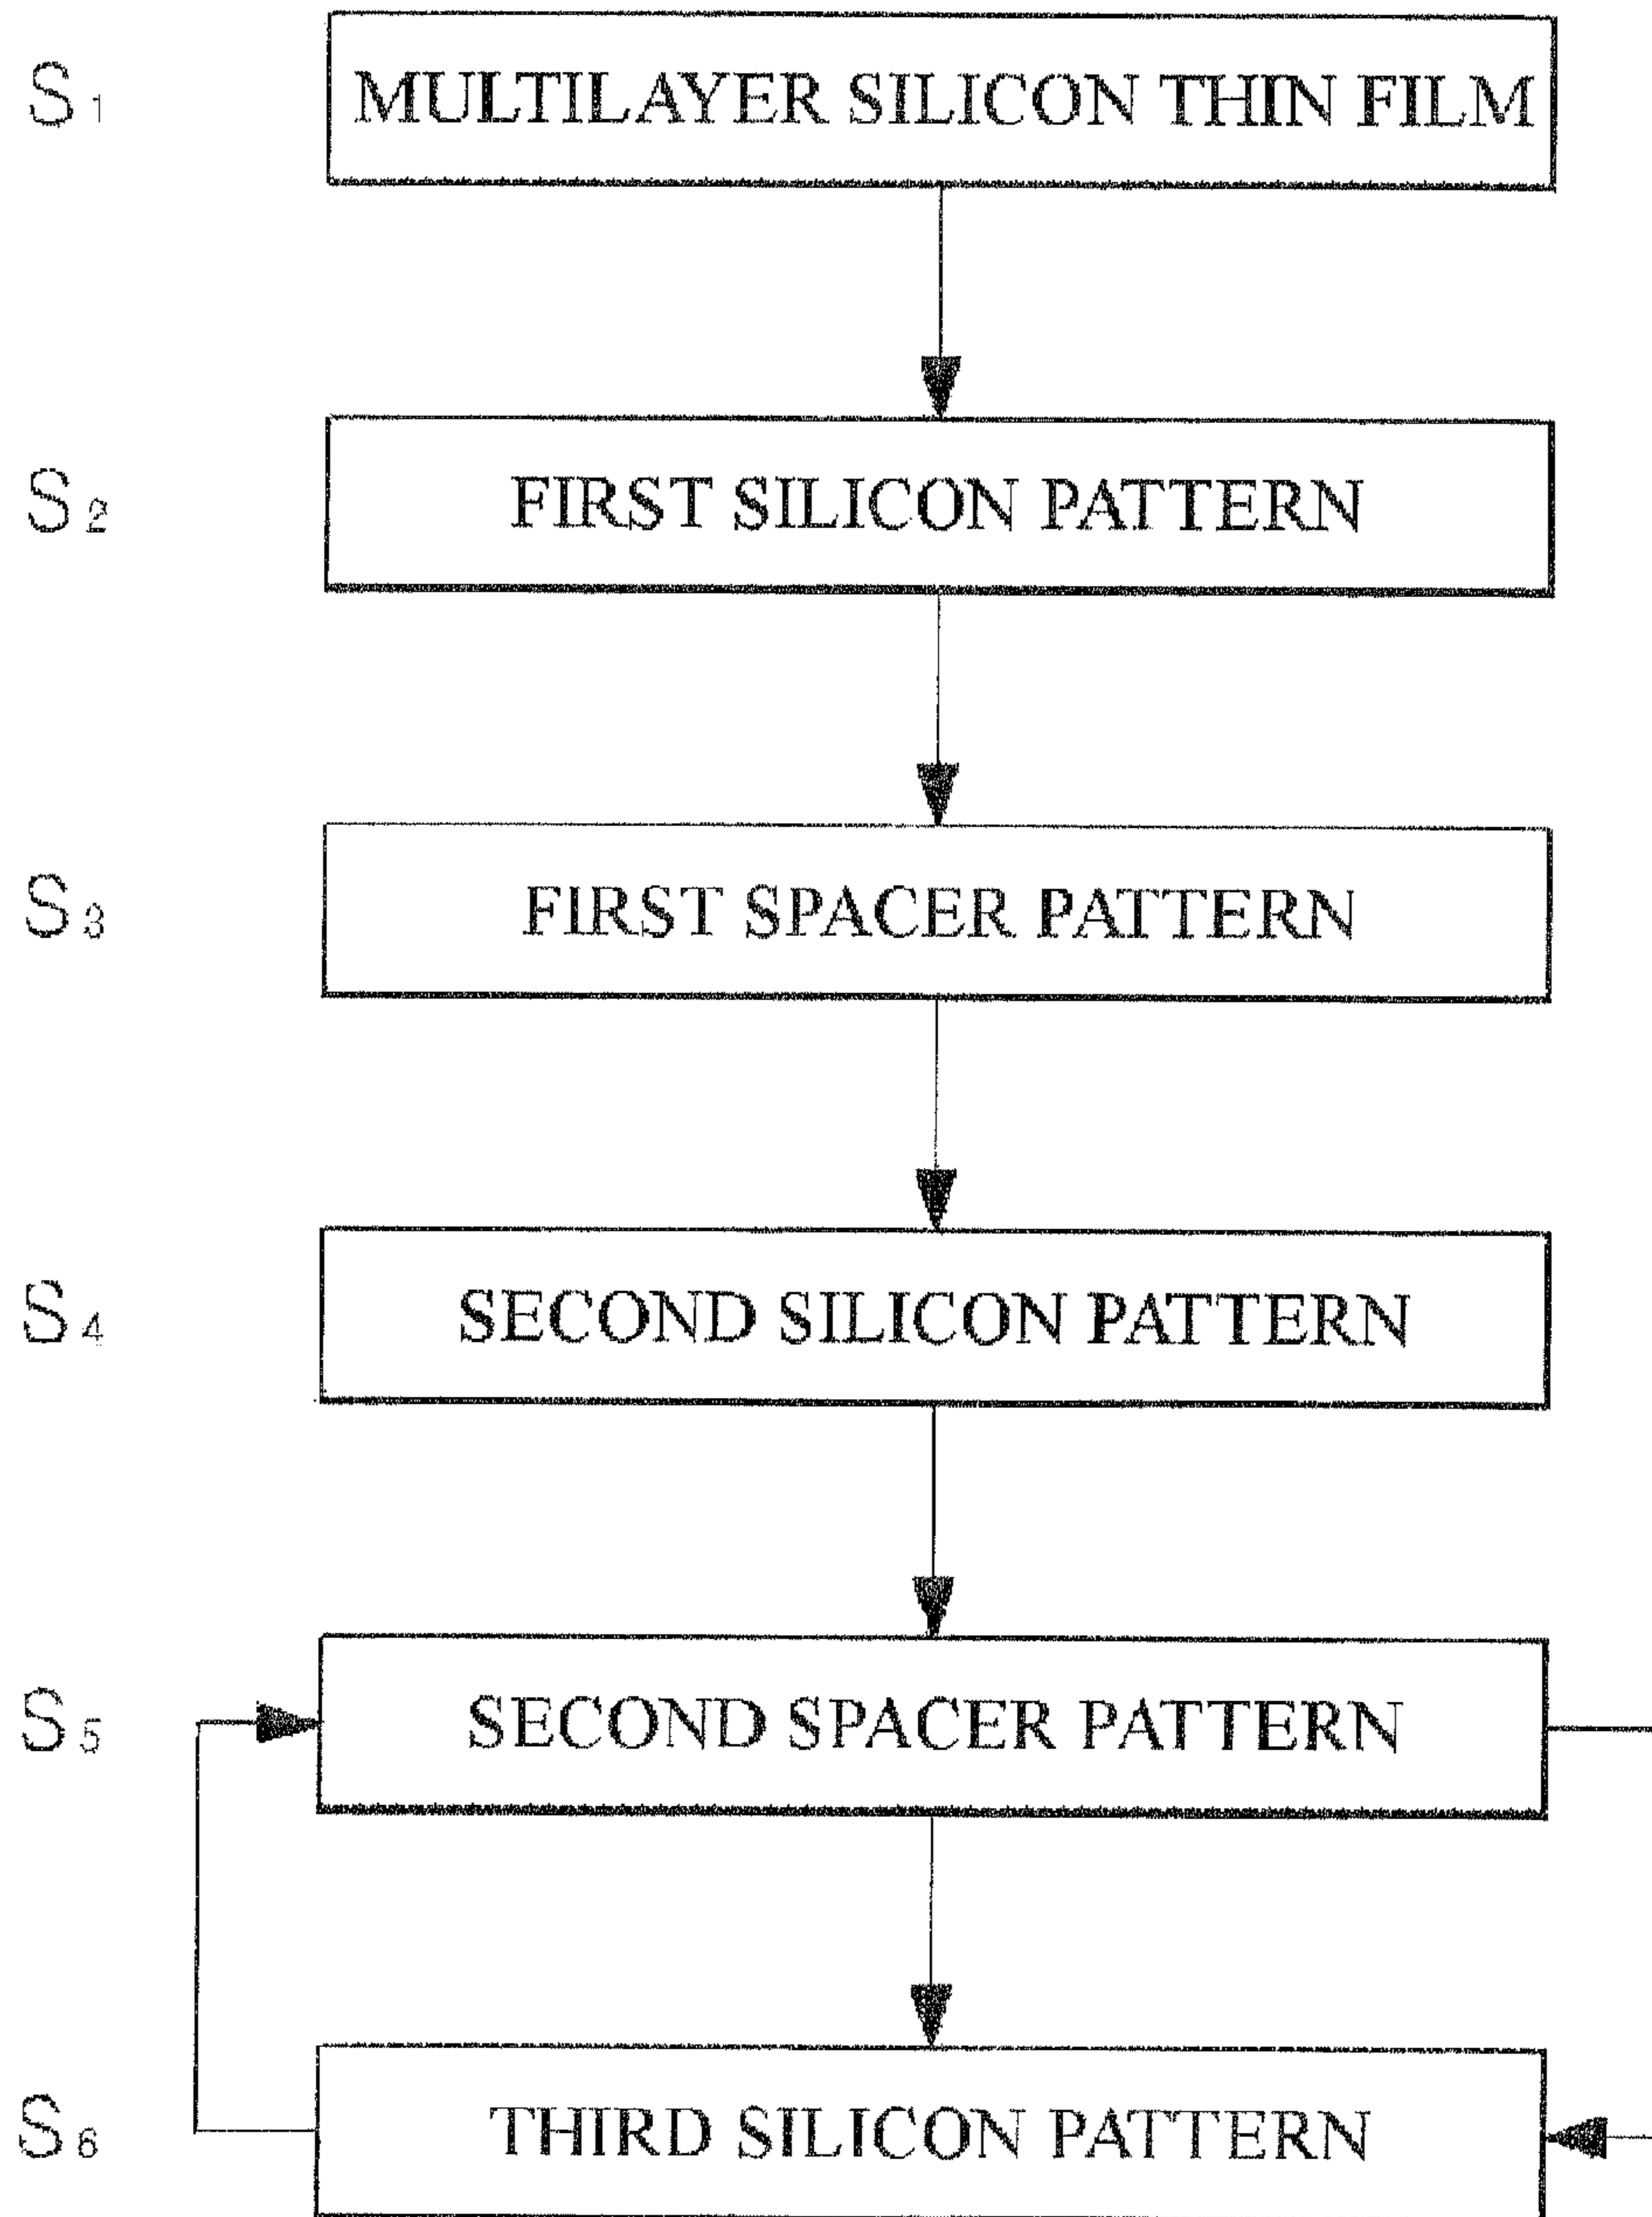 S1 MULTILAYER SILICON THIN FILM
S2 FIRST SILICON PATTERN
S3 FIRST SPACER PATTERN
S4 SECOND SILICON PATTERN
S5 SECOND SPACER PATTERN
S6 THIRD SILICON PATTERN